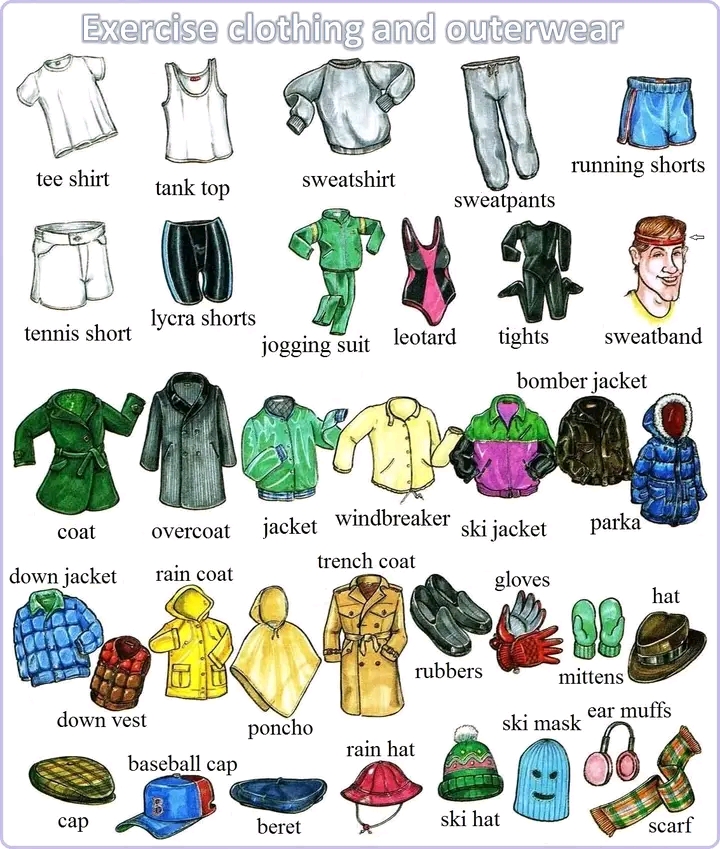 Exercise clothing and outerwear
tee shirt
tank top
sweatshirt
sweatpants
running shorts
tennis short
lycra shorts
jogging suit
leotard
tights
sweatband
bomber jacket
coat
overcoat
jacket
windbreaker
ski jacket
parka
down jacket
rain coat
trench coat
gloves
hat
rubbers
mittens
down vest
poncho
ski mask
ear muffs
baseball cap
rain hat
cap
beret
ski hat
scarf